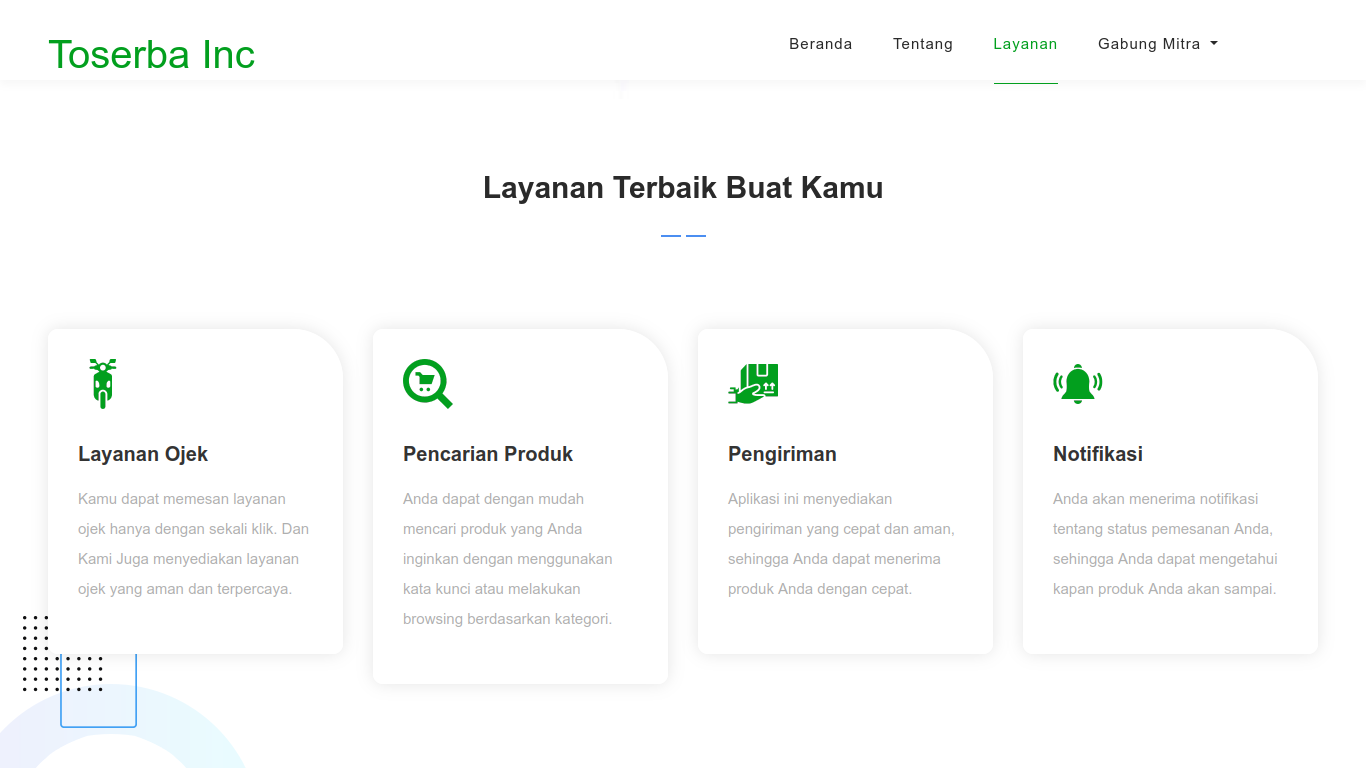 Toserba Inc
Beranda Tentang Layanan Gabung Mitra
Layanan Terbaik Buat Kamu
Layanan Ojek
Kamu dapat memesan layanan
ojek hanya dengan sekali klik. Dan
Kami Juga menyediakan layanan
ojek yang aman dan terpercaya.
Pencarian Produk
Anda dapat dengan mudah
mencari produk yang Anda
inginkan dengan menggunakan
kata kunci atau melakukan
browsing berdasarkan kategori.
Pengiriman
Aplikasi ini menyediakan
pengiriman yang cepat dan aman,
sehingga Anda dapat menerima
produk Anda dengan cepat.
Notifikasi
Anda akan menerima notifikasi
tentang status pemesanan Anda,
sehingga Anda dapat mengetahui
kapan produk Anda akan sampai.